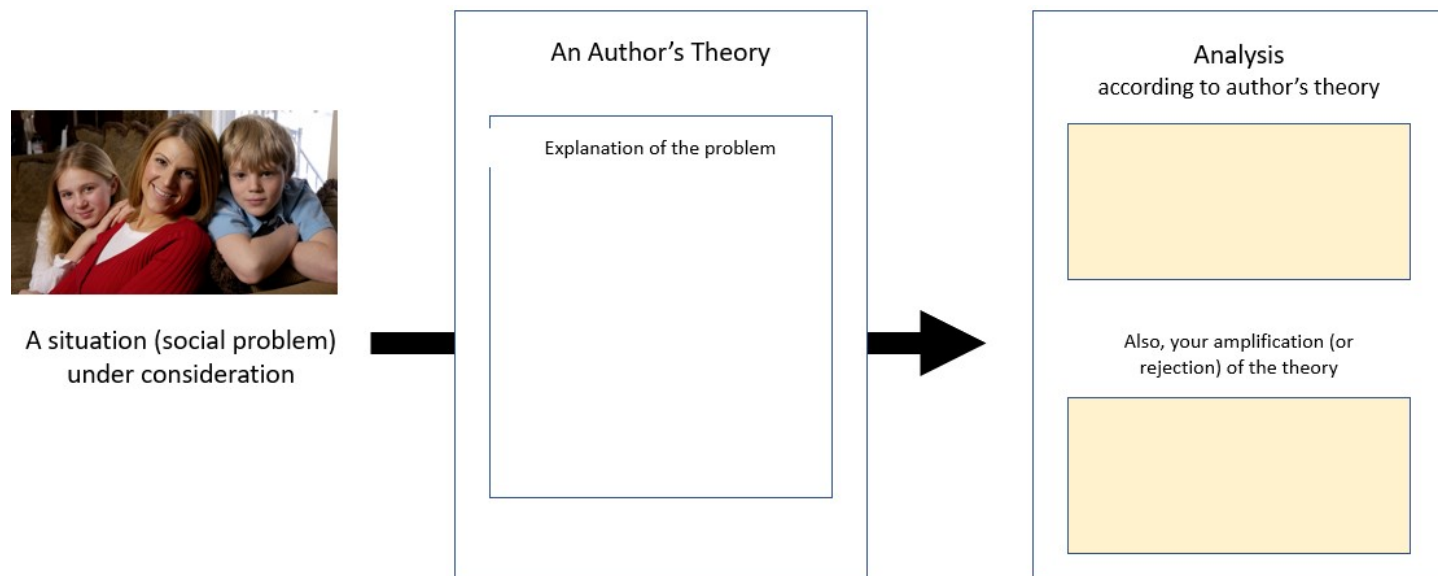 An Author’s Theory
Explanation of the problem
A situation (social problem)
under consideration
Analysis
according to author’s theory
Also, your amplification (or
rejection) of the theory